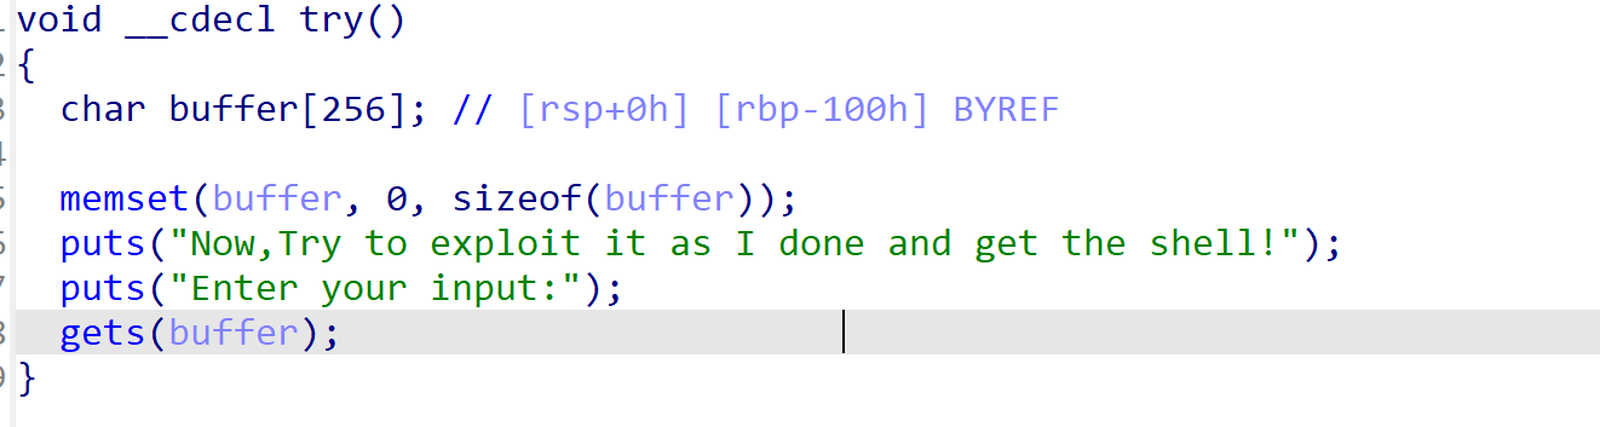 void __cdecl try()
{
  char buffer[256]; // [rsp+0h] [rbp-100h] BYREF

  memset(buffer, 0, sizeof(buffer));
  puts("Now,Try to exploit it as I done and get the shell!");
  puts("Enter your input:");
  gets(buffer);
}